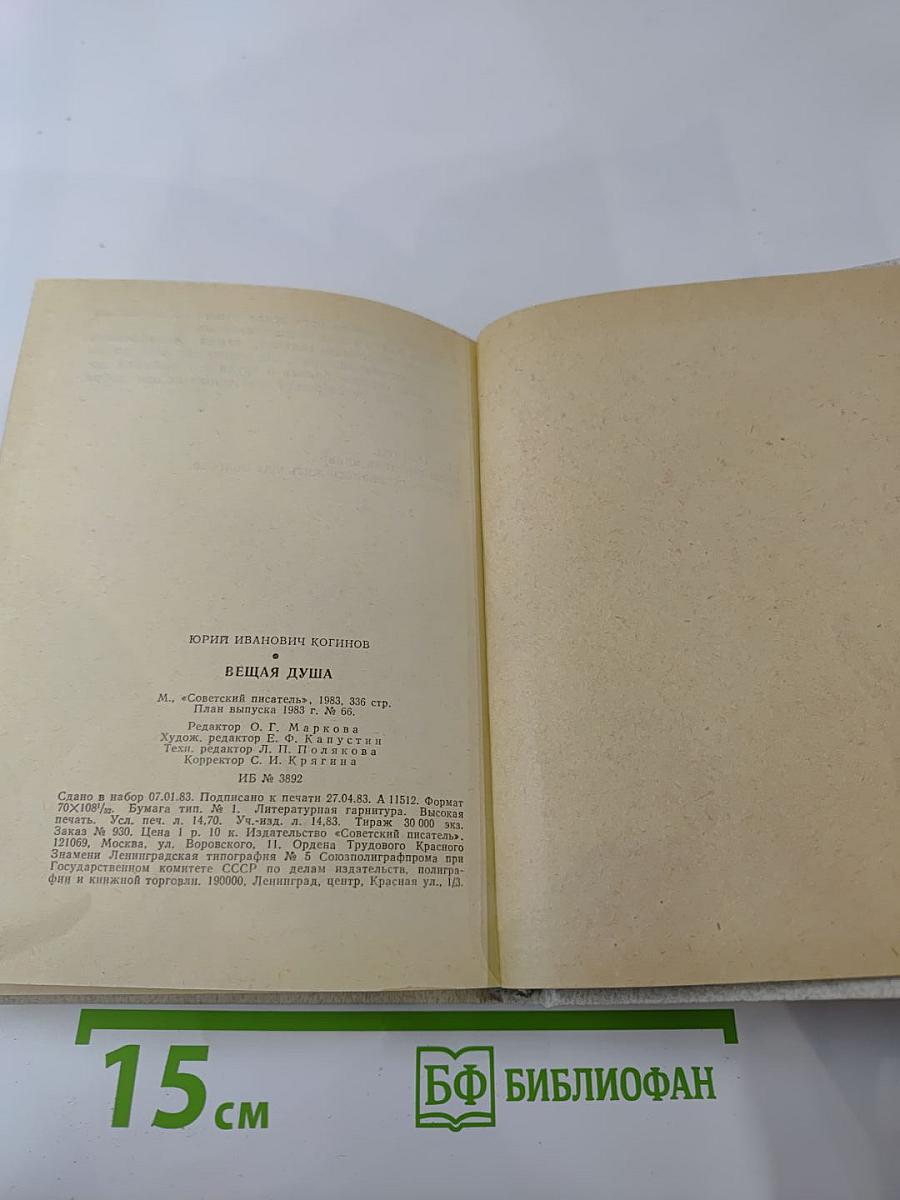 ЮРИЙ ИВАНОВИЧ КОГИНОВ
ВЕЩАЯ ДУША
М., «Советский писатель», 1983, 336 стр.
План выпуска 1983 г. № 66.
Редактор О. Г. Маркова
Худож. редактор Е. Ф. Капустин
Техн. редактор Л. П. Полякова
Корректор С. И. Крягина
ИБ № 3892
Сдано в набор 07.01.83. Подписано к печати 27.04.83. А 11512. Формат
70×108¹/₃₂. Бумага тип. № 1. Литературная гарнитура. Высокая
печать. Усл. печ. л. 14,70. Уч.-изд. л. 14,83. Тираж 30 000 экз.
Заказ № 930. Цена 1 р. 10 к. Издательство «Советский писатель».
121069, Москва, ул. Воровского, 11. Ордена Трудового Красного
Знамени Ленинградская типография № 5 Союзполиграфпрома при
Государственном комитете СССР по делам издательств, полигра-
фии и книжной торговли. 190000, Ленинград, центр, Красная ул., 1/3.
15 см
БФ БИБЛИОФАН